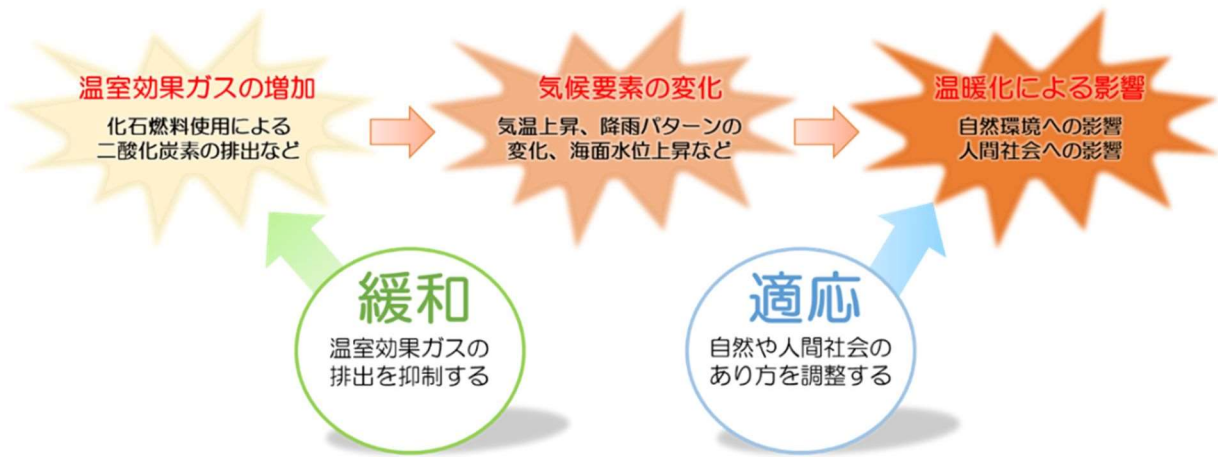 温室効果ガスの増加
化石燃料使用による
二酸化炭素の排出など
気候要素の変化
気温上昇、降雨パターンの
変化、海面水位上昇など
温暖化による影響
自然環境への影響
人間社会への影響
緩和
温室効果ガスの
排出を抑制する
適応
自然や人間社会の
あり方を調整する